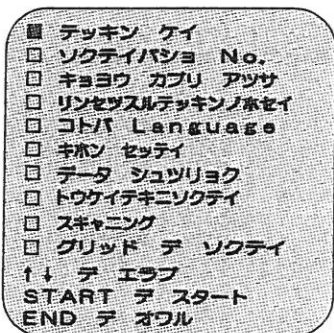 ■ テッキン ケイ
□ ソクテイバショ No.
□ キョヨウ カブリ アツサ
□ リンセツスルテッキンノホセイ
□ コトバ Language
□ キホン セッテイ
□ データ シュツリョク
□ トウケイテキニソクテイ
□ スキャニング
□ グリッド デ ソクテイ
↑↓ デ エラブ
START デ スタート
END デ オワル